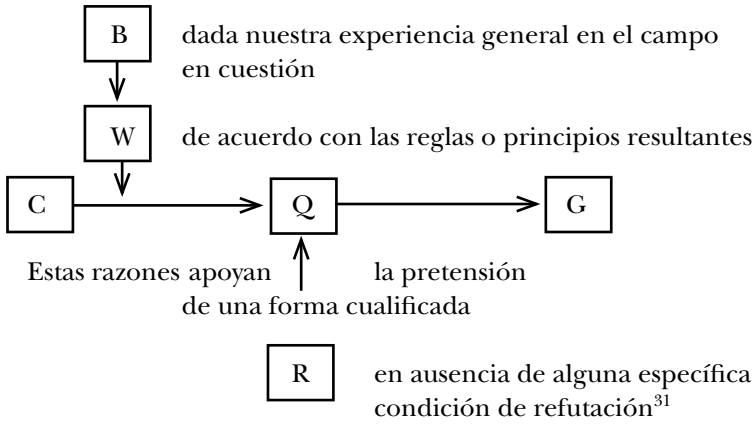 B dada nuestra experiencia general en el campo
en cuestión
W de acuerdo con las reglas o principios resultantes
C Q G
Estas razones apoyan la pretensión
de una forma cualificada
R en ausencia de alguna específica
condición de refutación31